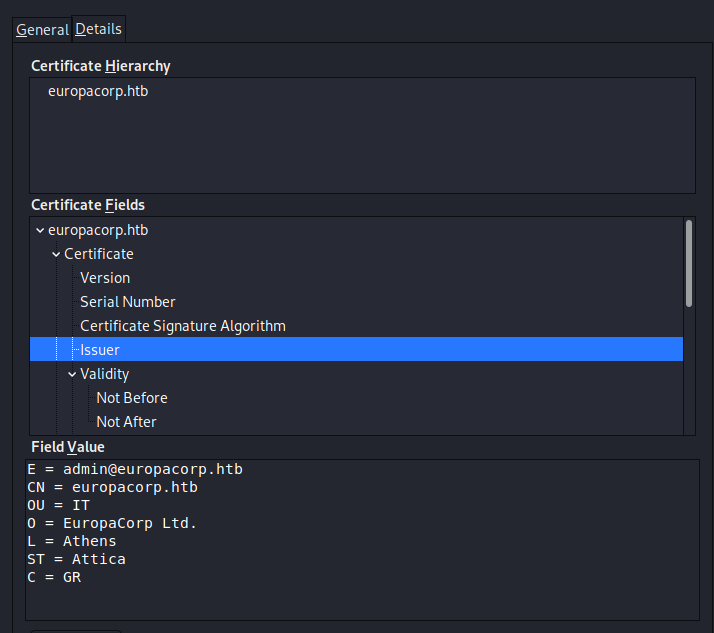 General Details
Certificate Hierarchy
europacorp.htb
Certificate Fields
europacorp.htb
Certificate
Version
Serial Number
Certificate Signature Algorithm
Issuer
Validity
Not Before
Not After
Field Value
E = admin@europacorp.htb
CN = europacorp.htb
OU = IT
O = EuropaCorp Ltd.
L = Athens
ST = Attica
C = GR